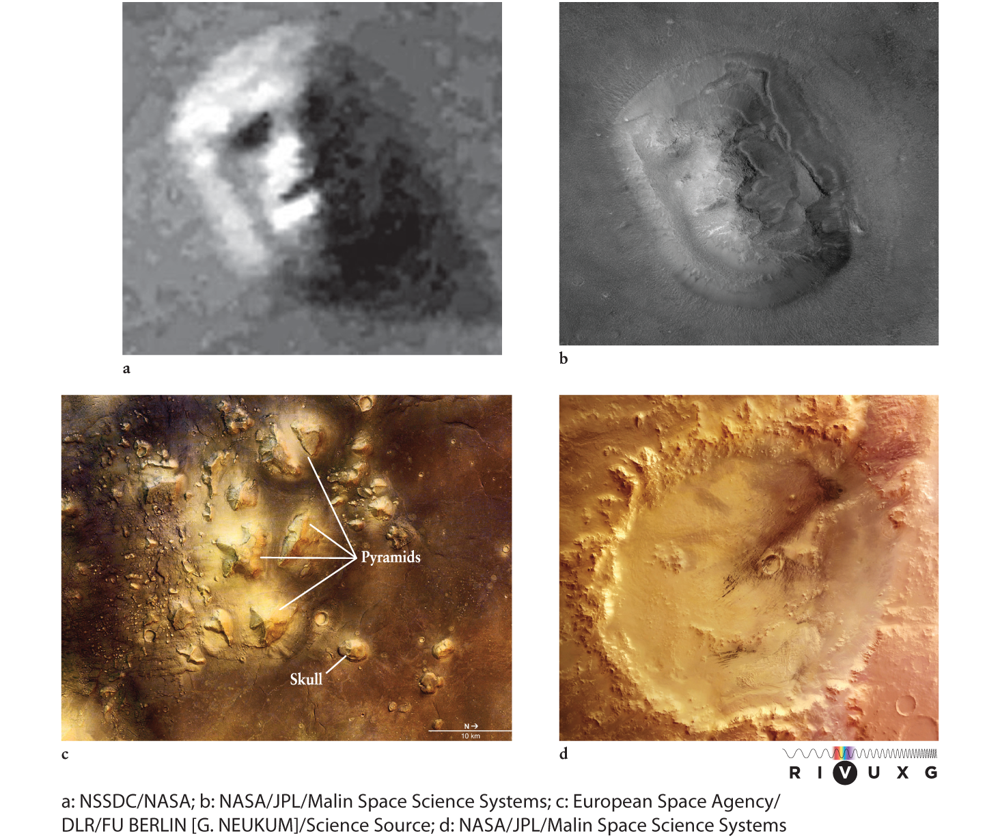 a
b
Pyramids
Skull
N→
10 km
c
d
R I V U X G
a: NSSDC/NASA; b: NASA/JPL/Malin Space Science Systems; c: European Space Agency/
DLR/FU BERLIN [G. NEUKUM]/Science Source; d: NASA/JPL/Malin Space Science Systems